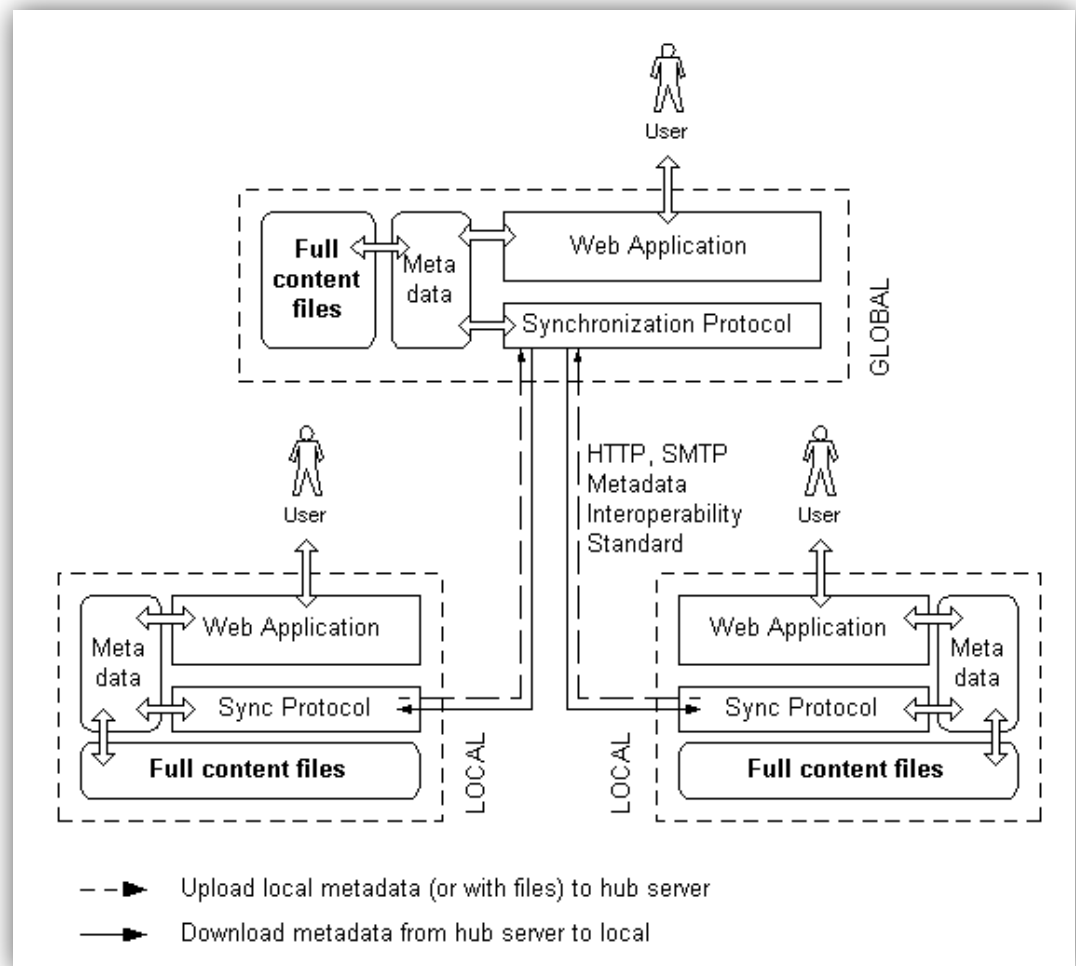 User
Full
content
files
Meta
data
Web Application
Synchronization Protocol
GLOBAL
HTTP, SMTP
Metadata
Interoperability
Standard
User
User
Meta
data
Web Application
Sync Protocol
Full content files
LOCAL
LOCAL
Web Application
Meta
data
Sync Protocol
Full content files
Upload local metadata (or with files) to hub server
Download metadata from hub server to local